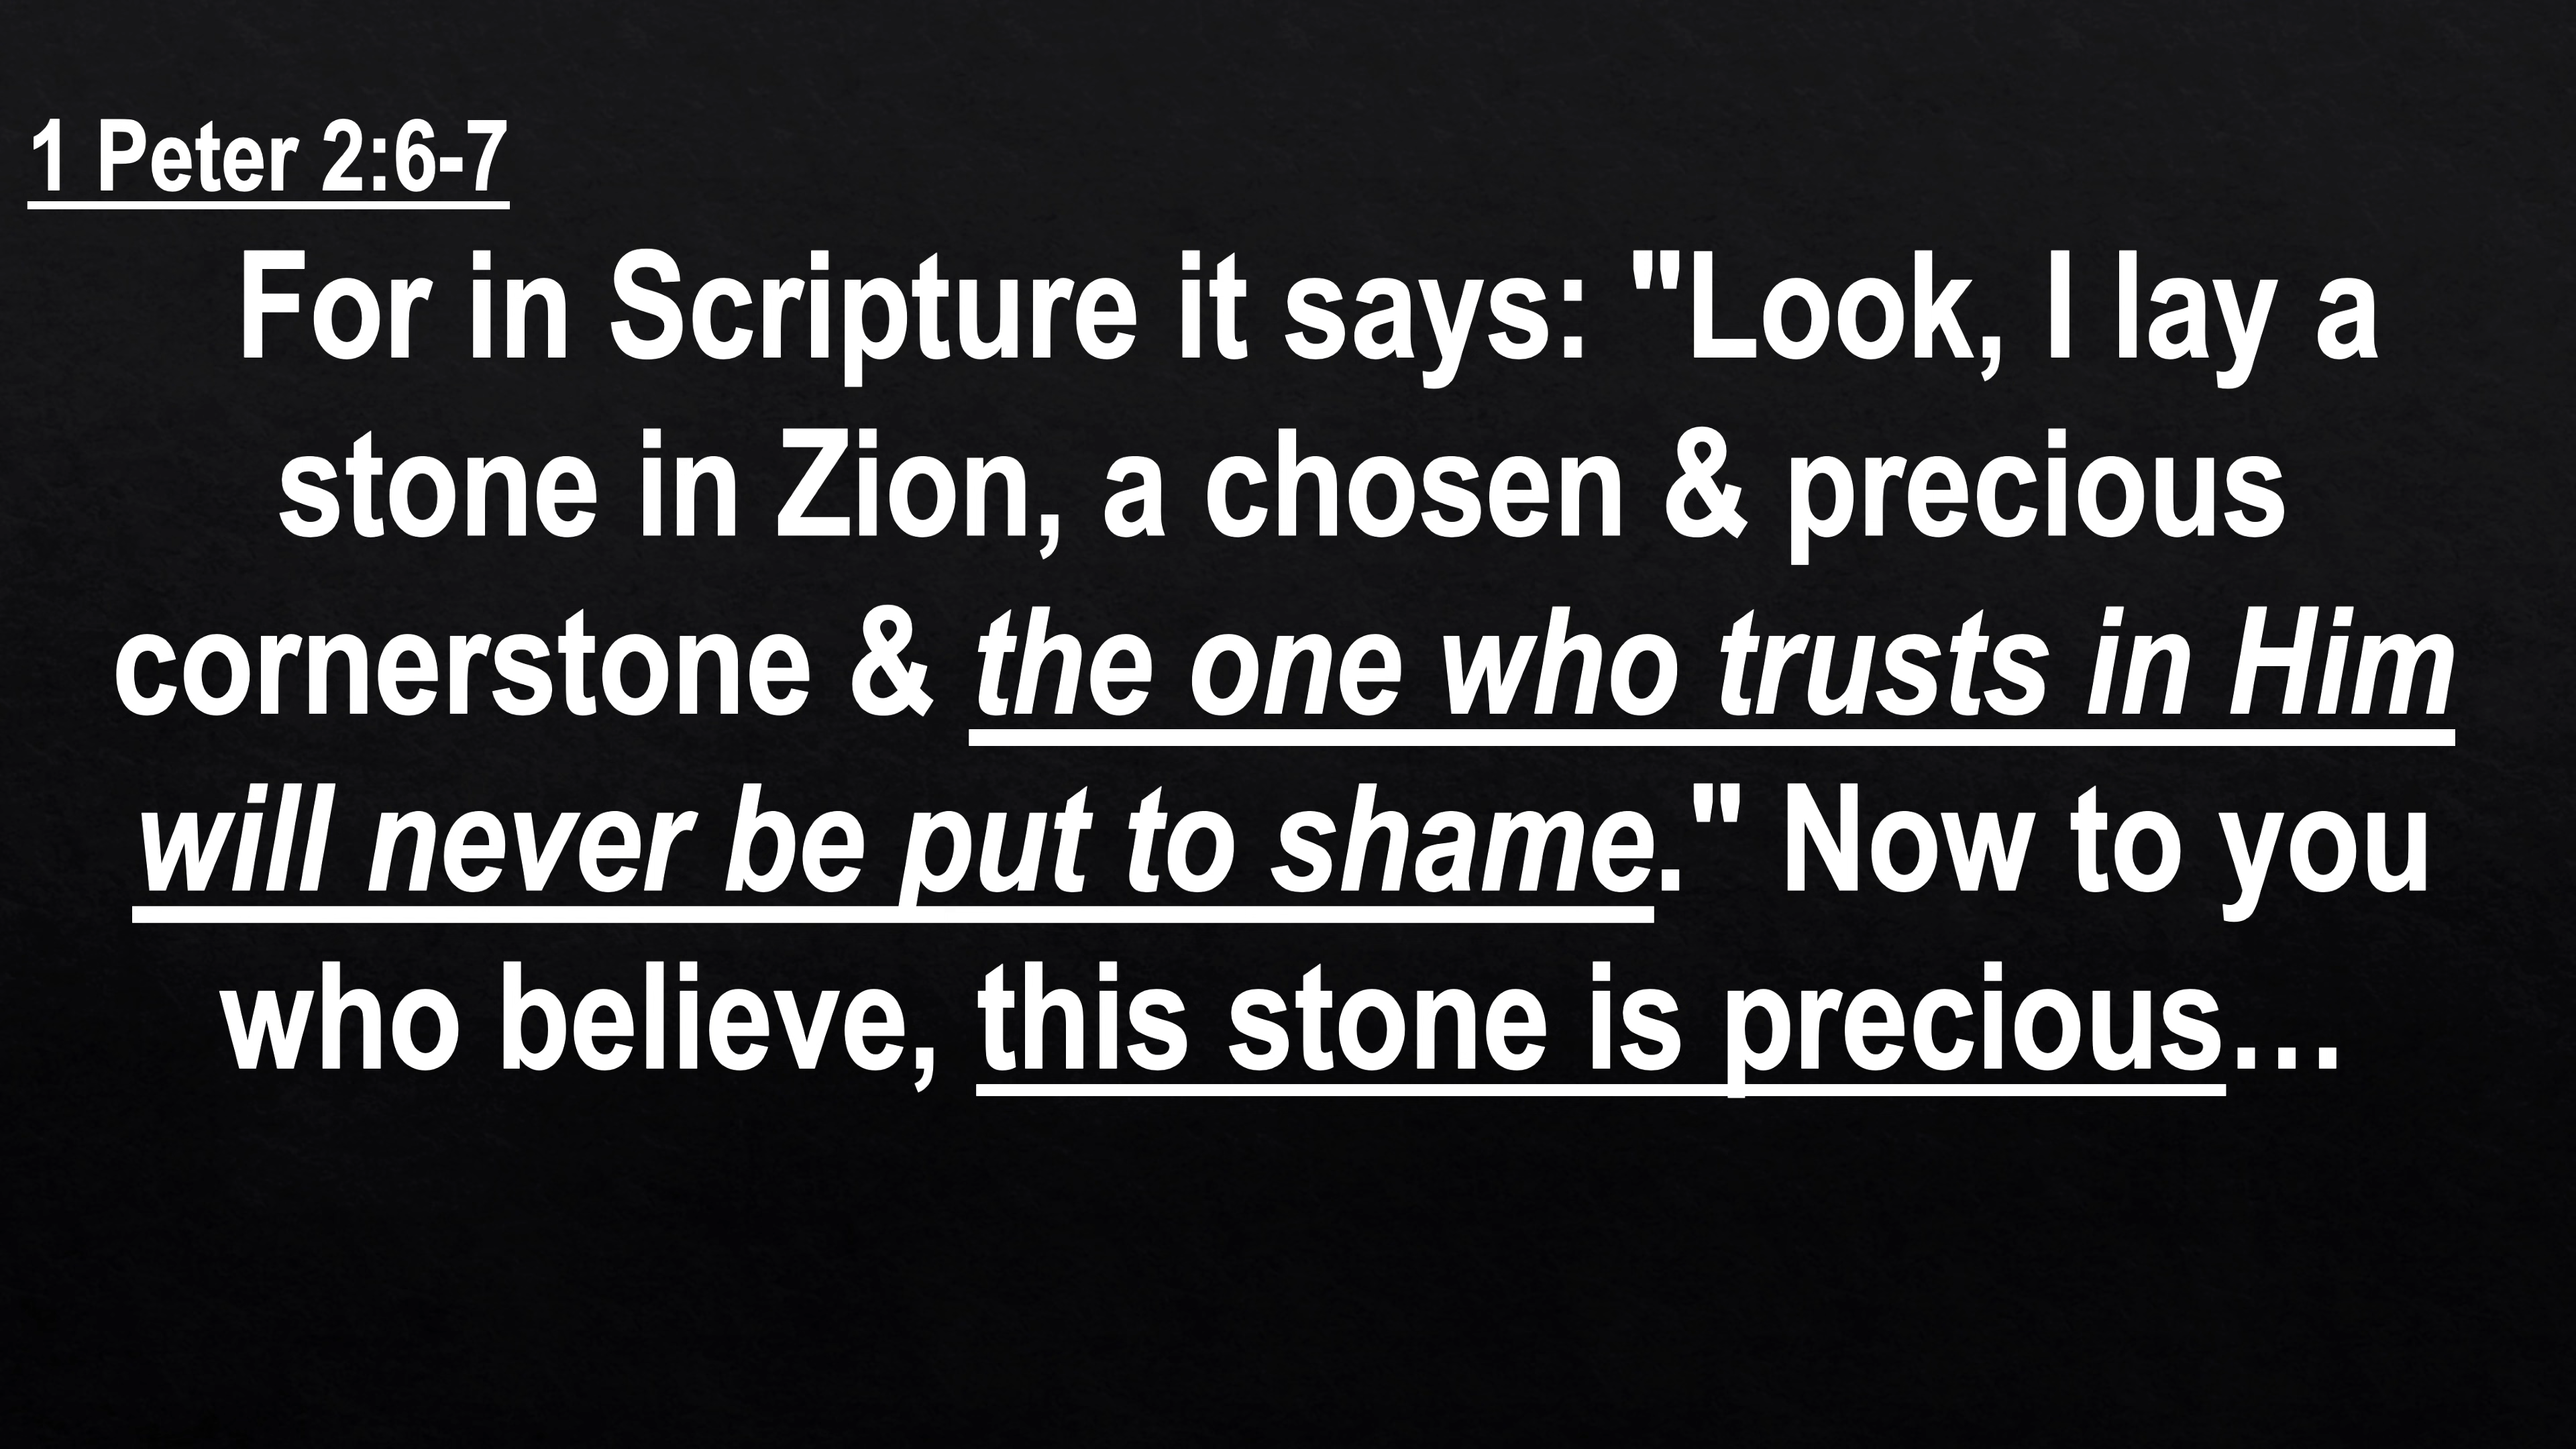 1 Peter 2:6-7
For in Scripture it says: "Look, I lay a
stone in Zion, a chosen & precious
cornerstone & the one who trusts in Him
will never be put to shame." Now to you
who believe, this stone is precious…